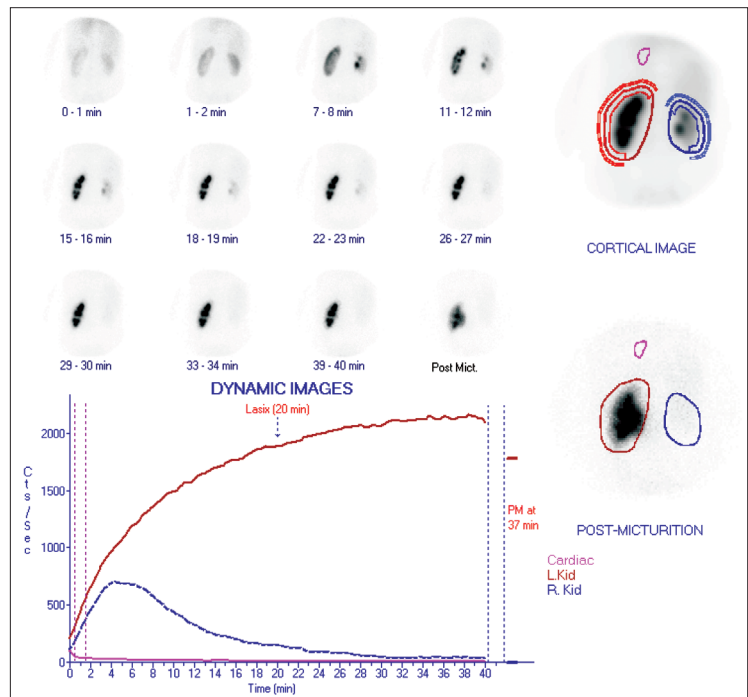 0 - 1 min
1 - 2 min
7 - 8 min
11 - 12 min
15 - 16 min
18 - 19 min
22 - 23 min
26 - 27 min
CORTICAL IMAGE
29 - 30 min
33 - 34 min
39 - 40 min
Post Mict.
DYNAMIC IMAGES
Lasix (20 min)
2000
1500
1000
500
0
Cts/Sec
PM at
37 min
POST-MICTURITION
Cardiac
L.Kid
R. Kid
0 2 4 6 8 10 12 14 16 18 20 22 24 26 28 30 32 34 36 38 40
Time (min)